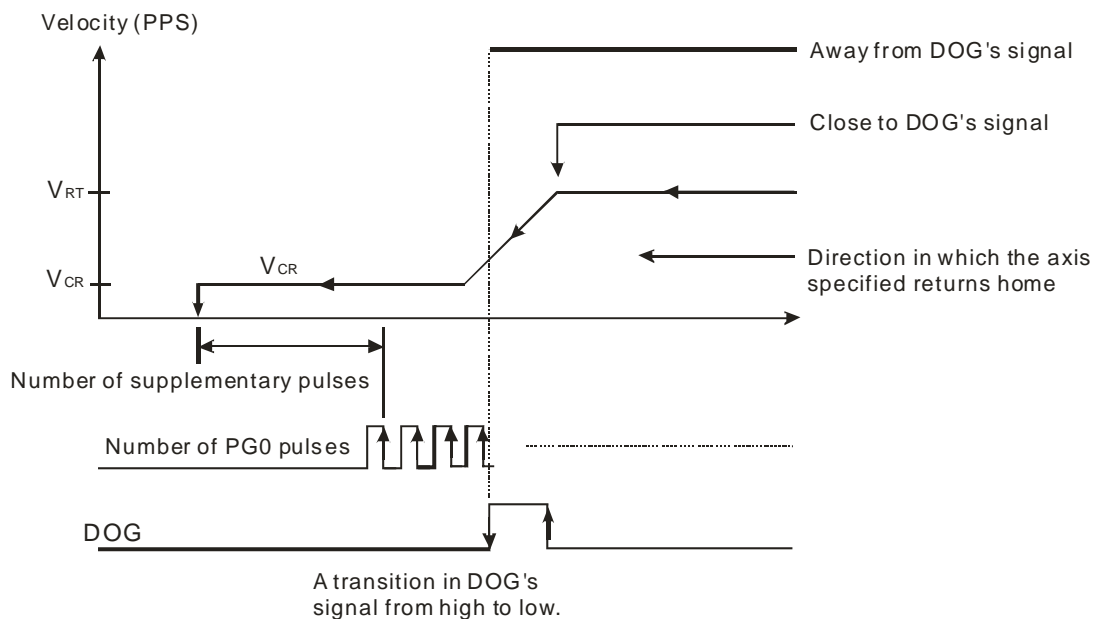 Velocity (PPS)
Away from DOG's signal
Close to DOG's signal
VRT
VCR
VCR
Direction in which the axis
specified returns home
Number of supplementary pulses
Number of PG0 pulses
DOG
A transition in DOG's
signal from high to low.